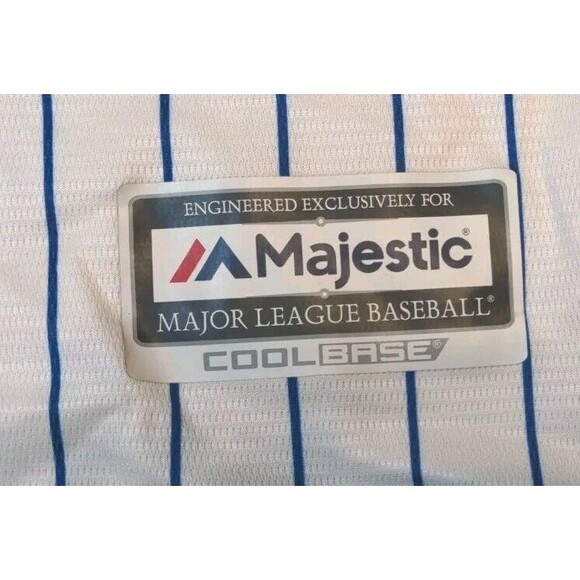 ENGINEERED EXCLUSIVELY FOR
Majestic®
MAJOR LEAGUE BASEBALL®
COOLBASE®